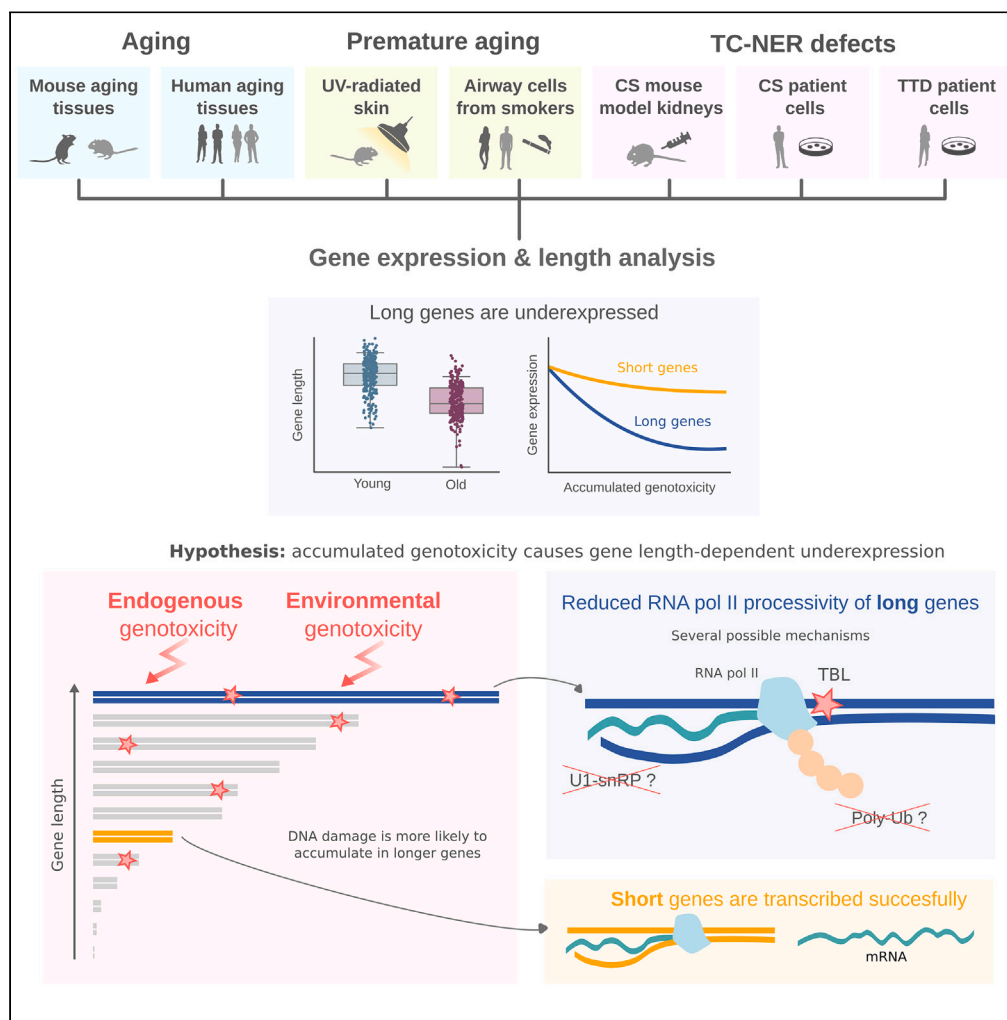 Aging
Premature aging
TC-NER defects
Mouse aging
tissues
Human aging
tissues
UV-radiated
skin
Airway cells
from smokers
CS mouse
model kidneys
CS patient
cells
TTD patient
cells
Gene expression & length analysis
Long genes are underexpressed
Gene length
Young
Old
Gene expression
Short genes
Long genes
Accumulated genotoxicity
Hypothesis: accumulated genotoxicity causes gene length-dependent underexpression
Endogenous
genotoxicity
Environmental
genotoxicity
Gene length
DNA damage is more likely to
accumulate in longer genes
Reduced RNA pol II processivity of long genes
Several possible mechanisms
RNA pol II
TBL
U1-snRP ?
Poly-Ub ?
Short genes are transcribed succesfully
mRNA